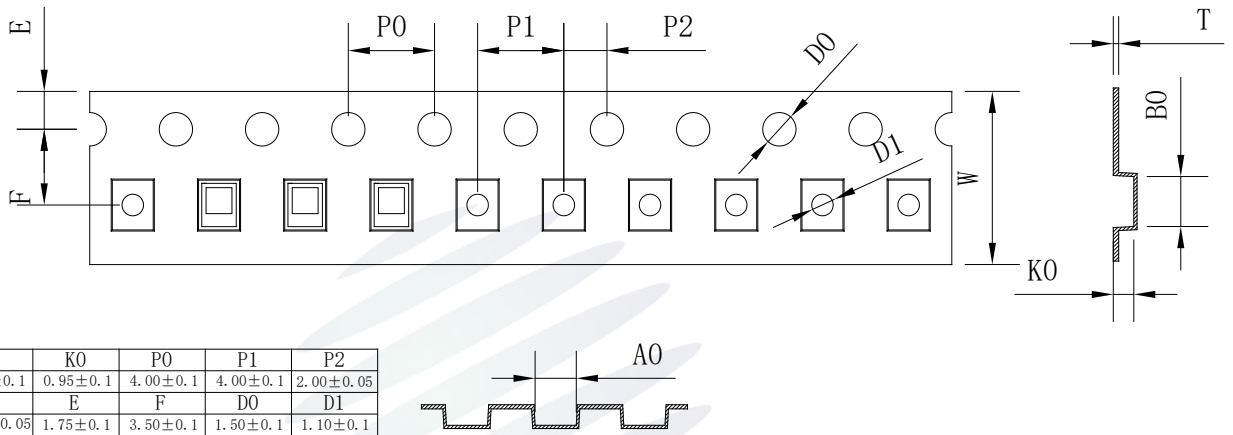 E
P0 P1 P2
D0
T
B0
D1
F
W
K0
A0
K0 P0 P1 P2
0.1 0.95±0.1 4.00±0.1 4.00±0.1 2.00±0.05
E F D0 D1
0.05 1.75±0.1 3.50±0.1 1.50±0.1 1.10±0.1